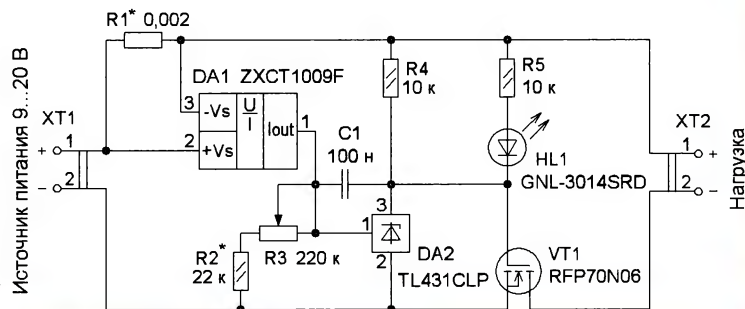 R1* 0,002
DA1 ZXCT1009F
3 -Vs U I Iout 1
2 +Vs
R4
10 к
R5
10 к
C1
100 н
HL1
GNL-3014SRD
XT1
+ 1
− 2
Источник питания 9...20 В
XT2
1 +
2 −
Нагрузка
R2*
22 к
R3 220 к
3
1
2
DA2
TL431CLP
VT1
RFP70N06